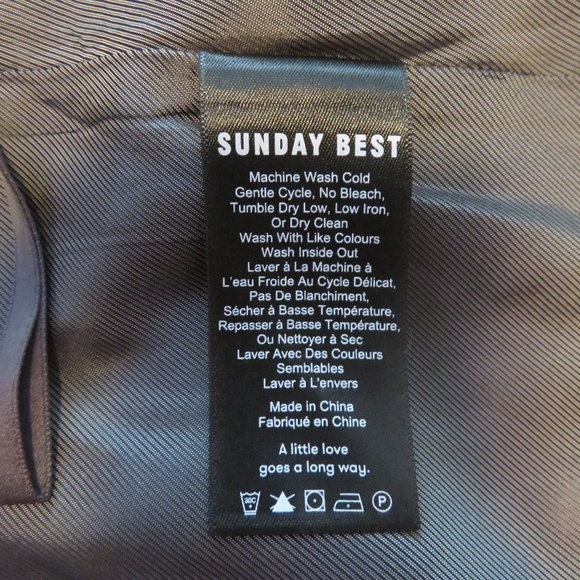 SUNDAY BEST
Machine Wash Cold
Gentle Cycle, No Bleach,
Tumble Dry Low, Low Iron,
Or Dry Clean
Wash With Like Colours
Wash Inside Out
Laver à La Machine à
L'eau Froide Au Cycle Délicat,
Pas De Blanchiment,
Sécher à Basse Température,
Repasser à Basse Température,
Ou Nettoyer à Sec
Laver Avec Des Couleurs
Semblables
Laver à L'envers
Made in China
Fabriqué en Chine
A little love
goes a long way.
30C P